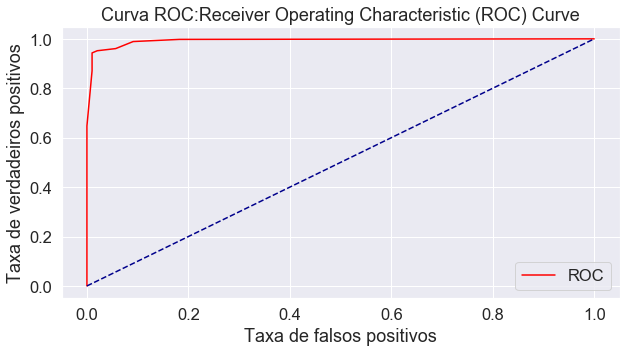 Curva ROC:Receiver Operating Characteristic (ROC) Curve
1.0
0.8
0.6
0.4
0.2
0.0
Taxa de verdadeiros positivos
ROC
0.0 0.2 0.4 0.6 0.8 1.0
Taxa de falsos positivos